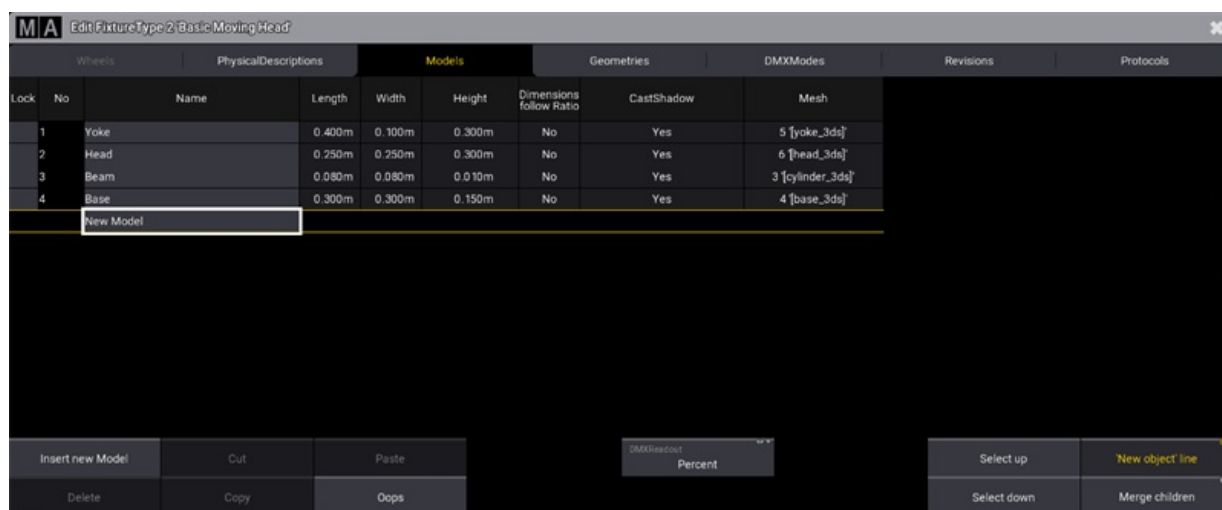 MA Edit FixtureType 2 'Basic Moving Head'
Wheels PhysicalDescriptions Models Geometries DMXModes Revisions Protocols
Lock No Name Length Width Height Dimensions follow Ratio CastShadow Mesh
1 Yoke 0.400m 0.100m 0.300m No Yes 5 '[yoke_3ds]'
2 Head 0.250m 0.250m 0.300m No Yes 6 '[head_3ds]'
3 Beam 0.080m 0.080m 0.010m No Yes 3 '[cylinder_3ds]'
4 Base 0.300m 0.300m 0.150m No Yes 4 '[base_3ds]'
New Model
Insert new Model Cut Paste DMXReadout Percent Select up 'New object' line
Delete Copy Oops Select down Merge children